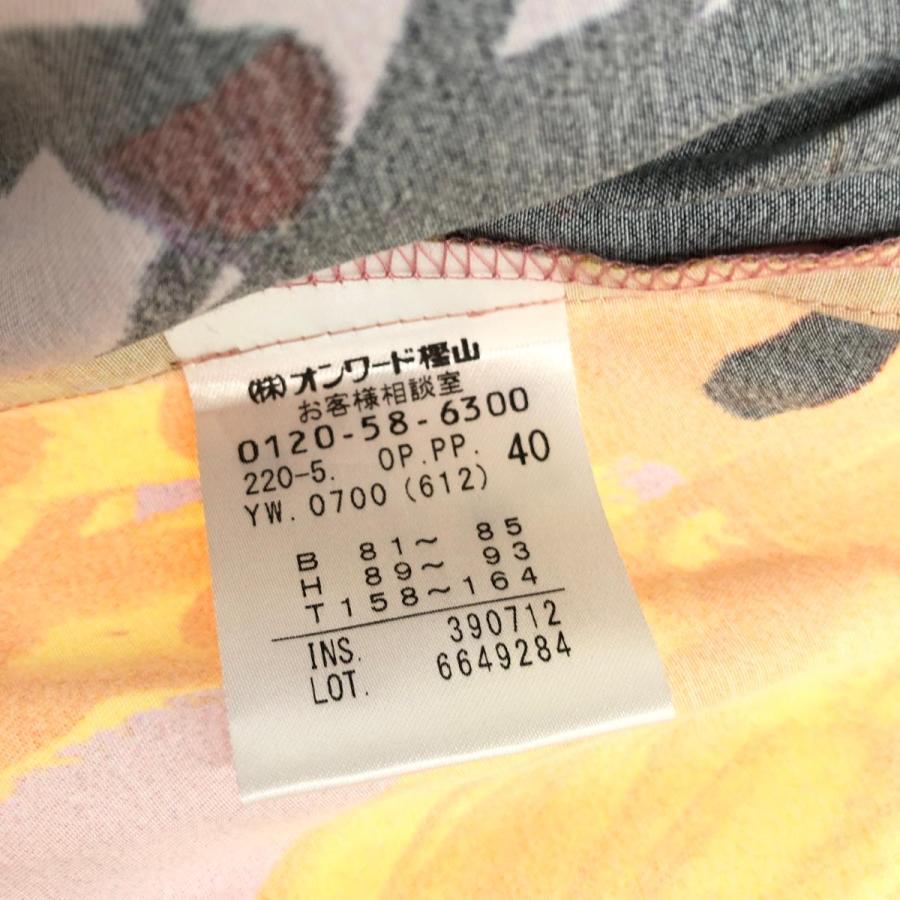 (株)オンワード樫山
お客様相談室
0120-58-6300
220-5. OP.PP. 40
YW. 0700 (612)
B 81～ 85
H 89～ 93
T158～164
INS. 390712
LOT. 6649284